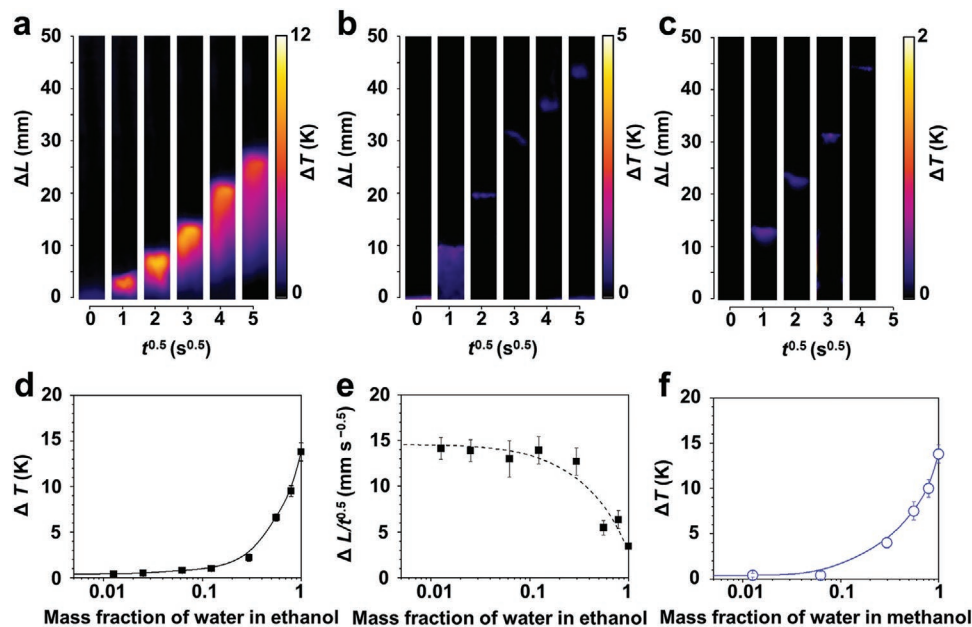 a
50
40
30
20
10
0
ΔL (mm)
12
0
ΔT (K)
0 1 2 3 4 5
t^0.5 (s^0.5)
b
50
40
30
20
10
0
ΔL (mm)
5
0
ΔT (K)
0 1 2 3 4 5
t^0.5 (s^0.5)
c
50
40
30
20
10
0
ΔL (mm)
2
0
ΔT (K)
0 1 2 3 4 5
t^0.5 (s^0.5)
d
20
15
10
5
0
Δ T (K)
0.01 0.1 1
Mass fraction of water in ethanol
e
20
15
10
5
0
Δ L/t^0.5 (mm s^−0.5)
0.01 0.1 1
Mass fraction of water in ethanol
f
20
15
10
5
0
ΔT (K)
0.01 0.1 1
Mass fraction of water in methanol